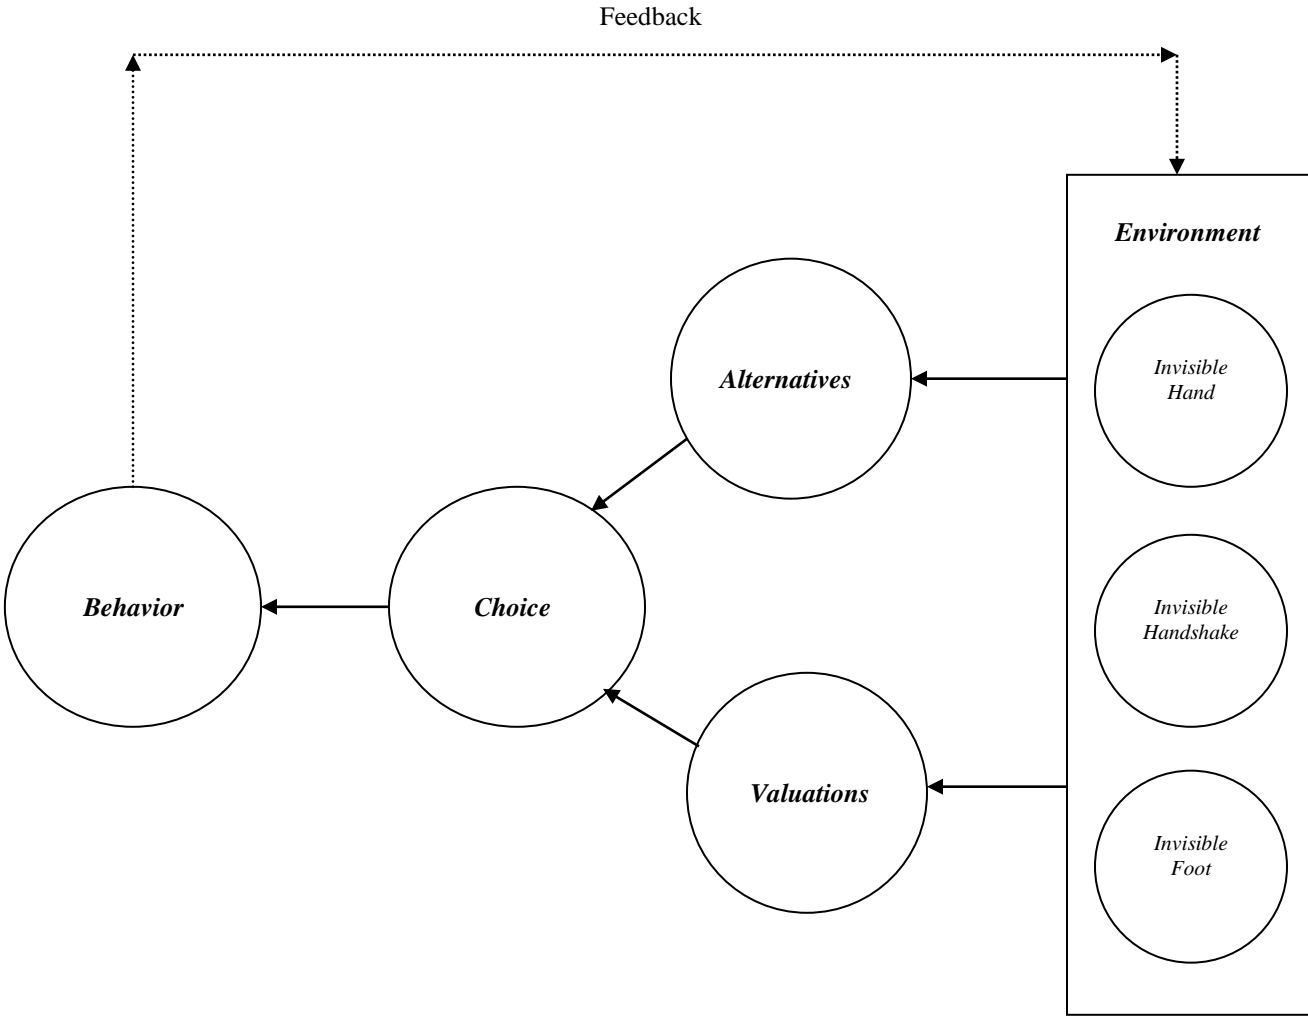 Feedback
Environment
Invisible
Hand
Alternatives
Behavior
Choice
Invisible
Handshake
Valuations
Invisible
Foot